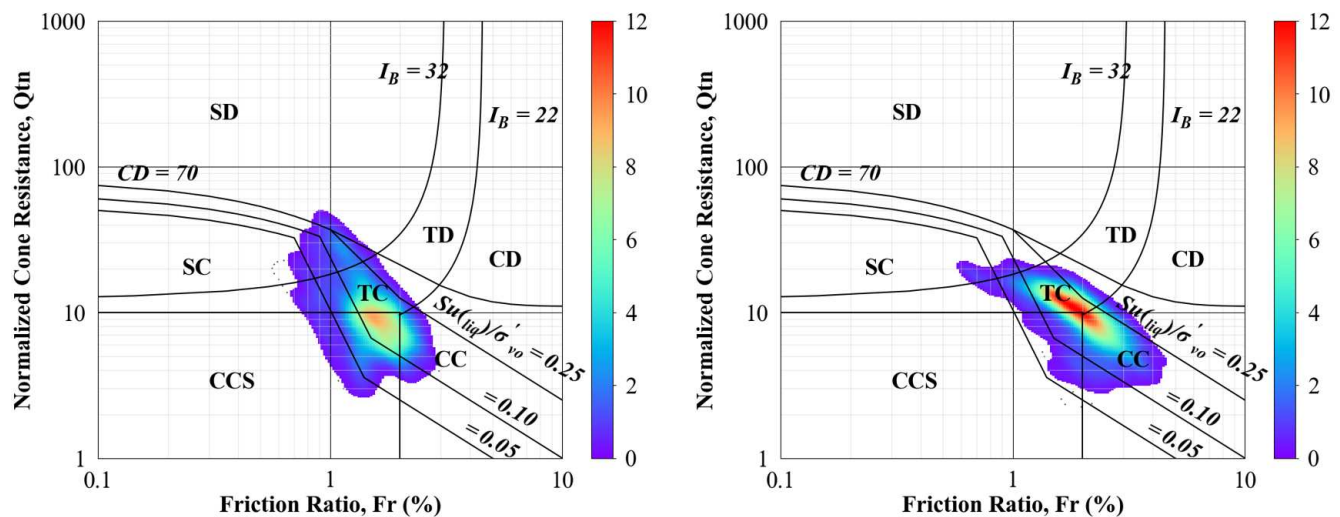 Normalized Cone Resistance, Qtn
1000
100
10
1
0.1
1
10
Friction Ratio, Fr (%)
SD
I_B = 32
I_B = 22
CD = 70
TD
CD
SC
TC
Su(liq)/σ'vo = 0.25
CC
CCS
=0.10
=0.05
12
10
8
6
4
2
0
Normalized Cone Resistance, Qtn
1000
100
10
1
0.1
1
10
Friction Ratio, Fr (%)
SD
I_B = 32
I_B = 22
CD = 70
TD
CD
SC
TC
Su(liq)/σ'vo = 0.25
CC
CCS
=0.10
=0.05
12
10
8
6
4
2
0